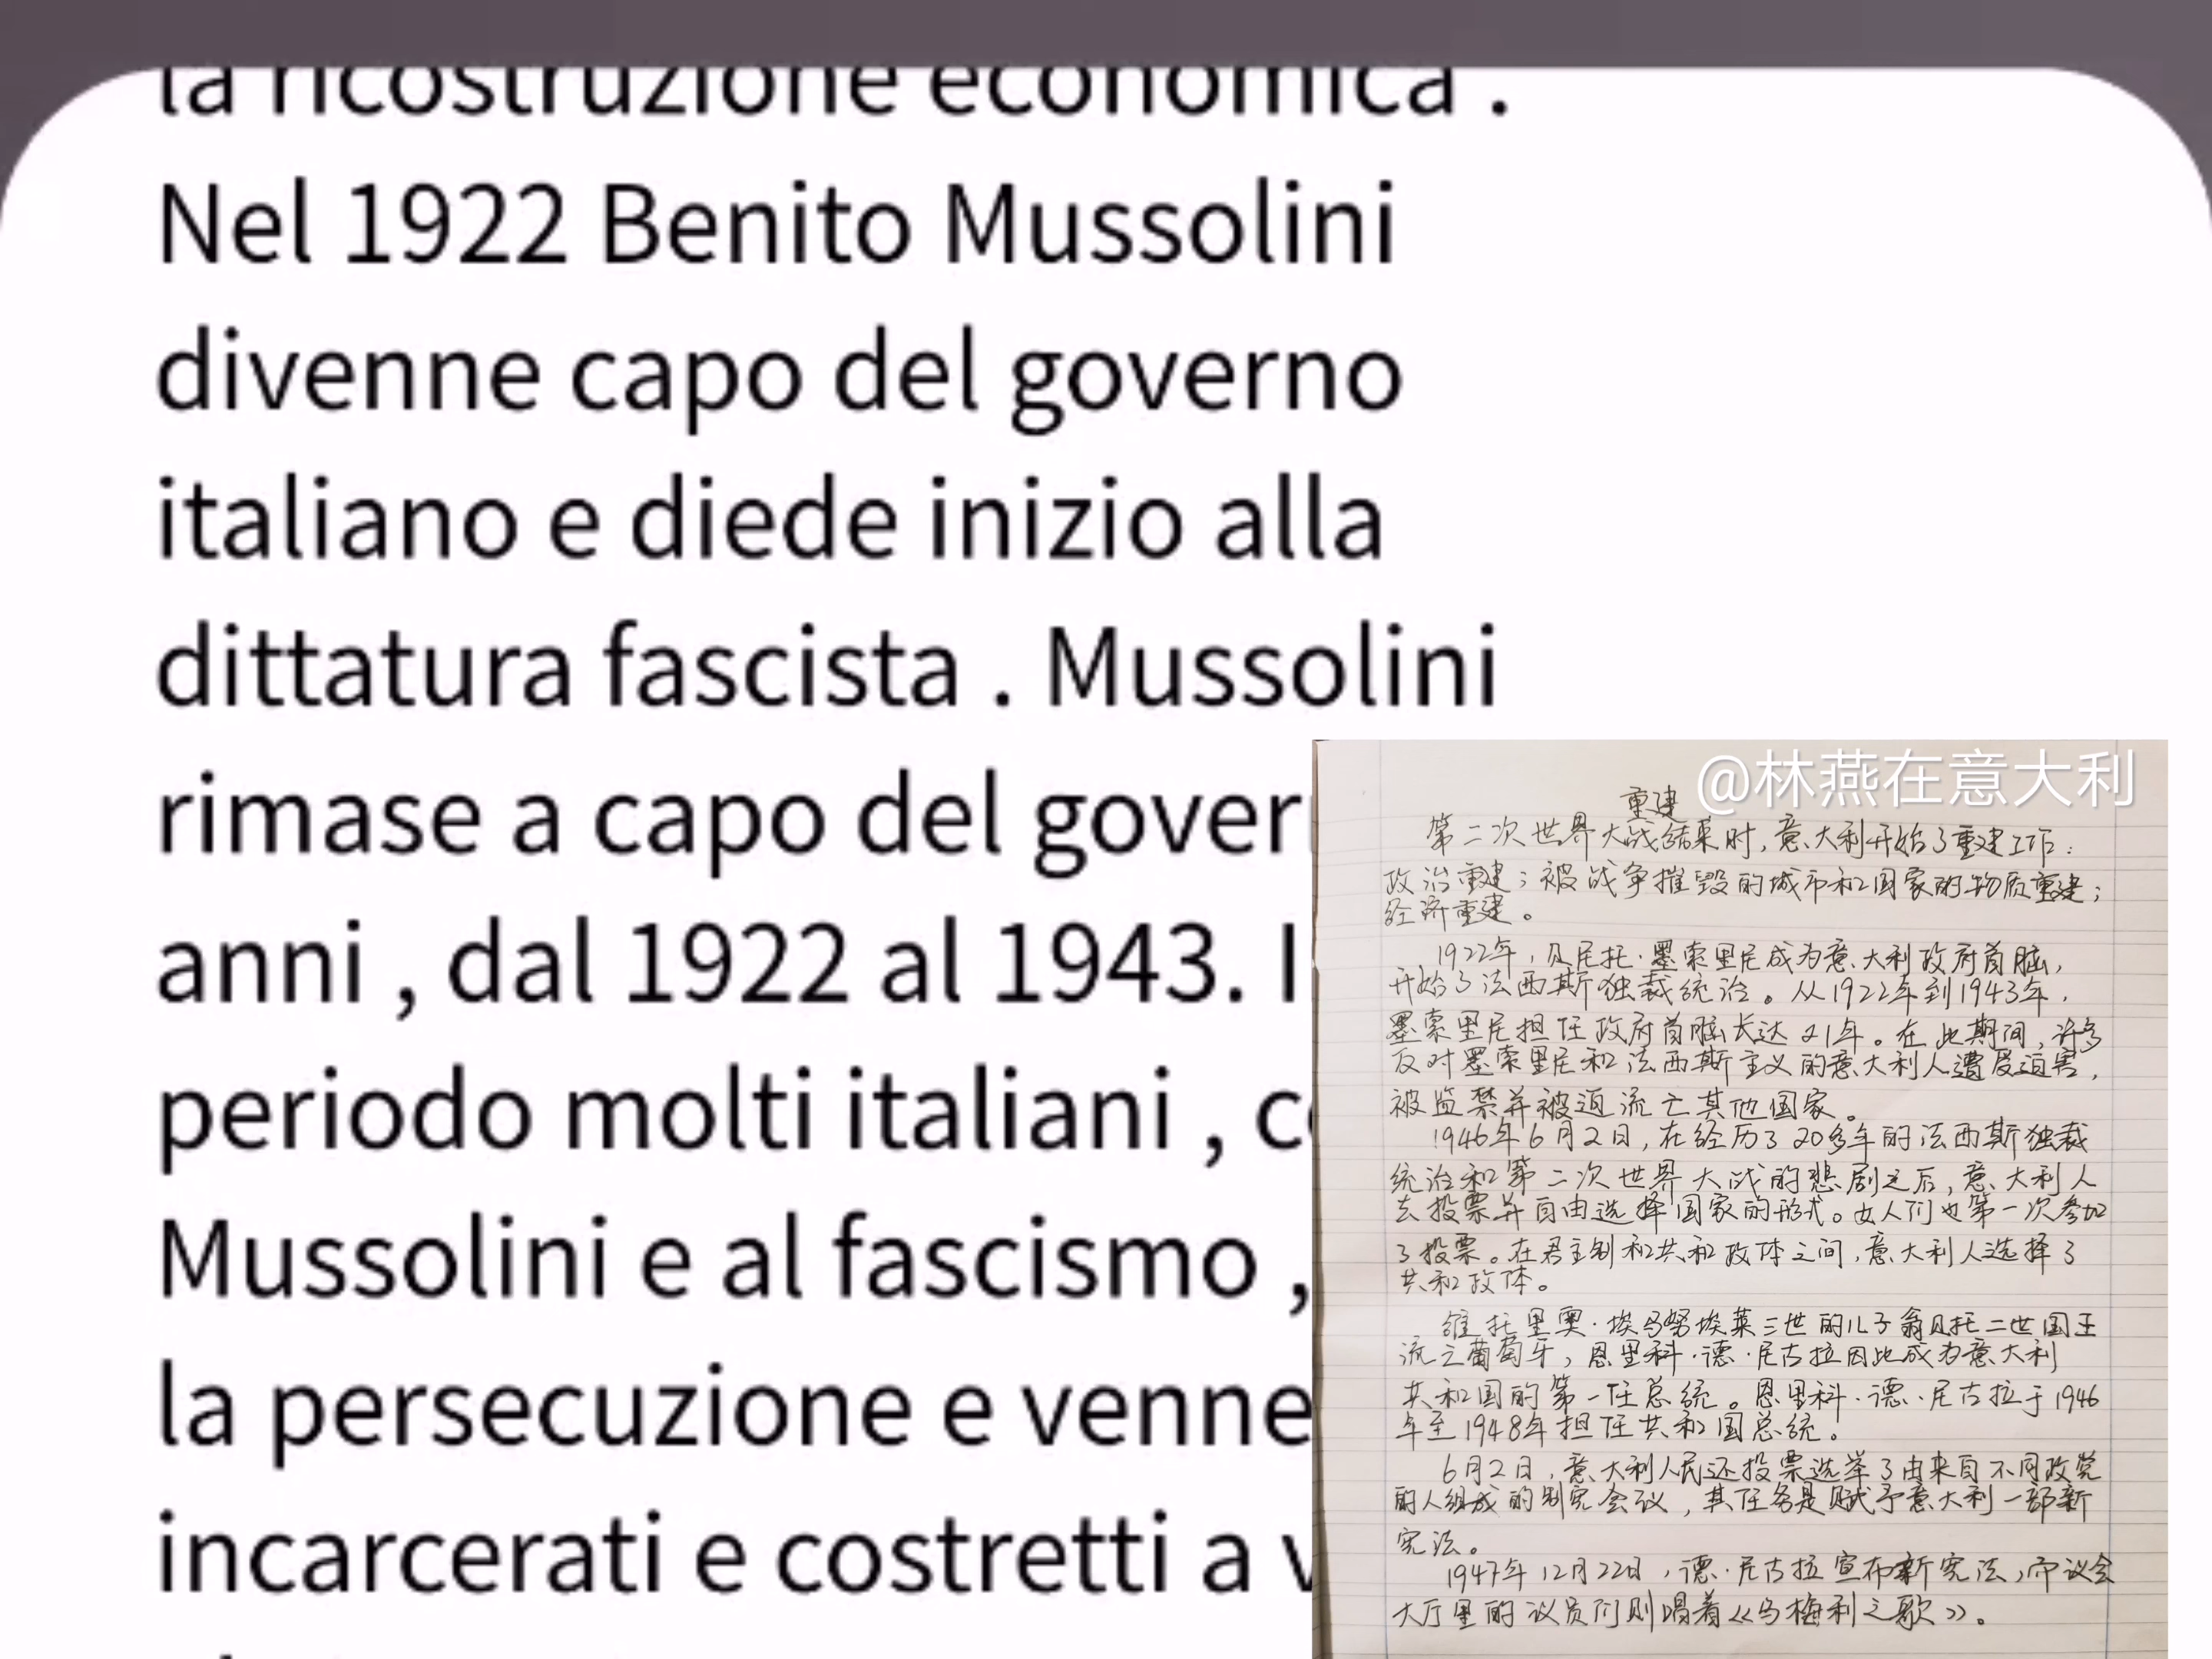 la ricostruzione economica .
Nel 1922 Benito Mussolini
divenne capo del governo
italiano e diede inizio alla
dittatura fascista . Mussolini
rimase a capo del gover
anni , dal 1922 al 1943. I
periodo molti italiani , c
Mussolini e al fascismo ,
la persecuzione e venne
incarcerati e costretti a v
@林燕在意大利
重建
第二次世界大战结束时，意大利开始了重建工作：
政治重建；被战争摧毁的城市和国家的物质重建；
经济重建。
1922年，贝尼托·墨索里尼成为意大利政府首脑，
开始了法西斯独裁统治。从1922年到1943年，
墨索里尼担任政府首脑长达21年。在此期间，许多
反对墨索里尼和法西斯主义的意大利人遭受迫害，
被监禁并被迫流亡其他国家。
1946年6月2日，在经历了20多年的法西斯独裁
统治和第二次世界大战的悲剧之后，意大利人
去投票并自由选择国家的形式。女人们也第一次参加
了投票。在君主制和共和政体之间，意大利人选择了
共和政体。
维托里奥·埃马努埃莱三世的儿子翁贝托二世国王
流亡葡萄牙，恩里科·德·尼古拉因此成为意大利
共和国的第一任总统。恩里科·德·尼古拉于1946
年至1948年担任共和国总统。
6月2日，意大利人民还投票选举了由来自不同政党
的人组成的制宪会议，其任务是赋予意大利一部新
宪法。
1947年12月22日，德·尼古拉宣布新宪法，而议会
大厅里的议员们则唱着《马梅利之歌》。